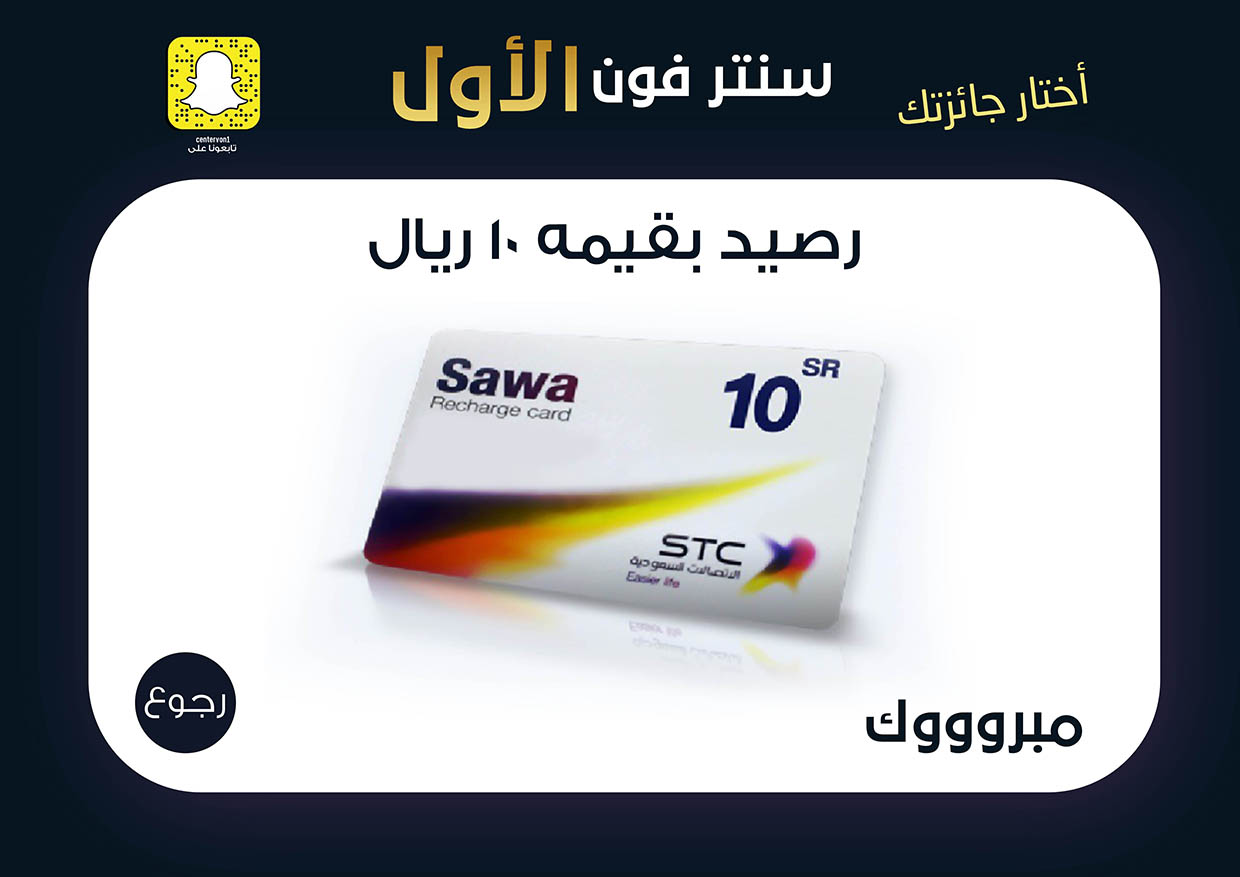 أختار جائزتك
سنتر فون الأول
centervon1
تابعونا على
رصيد بقيمه ١٠ ريال
Sawa
Recharge card
10 SR
STC
الاتصالات السعودية
Easier life
مبروووك
رجوع